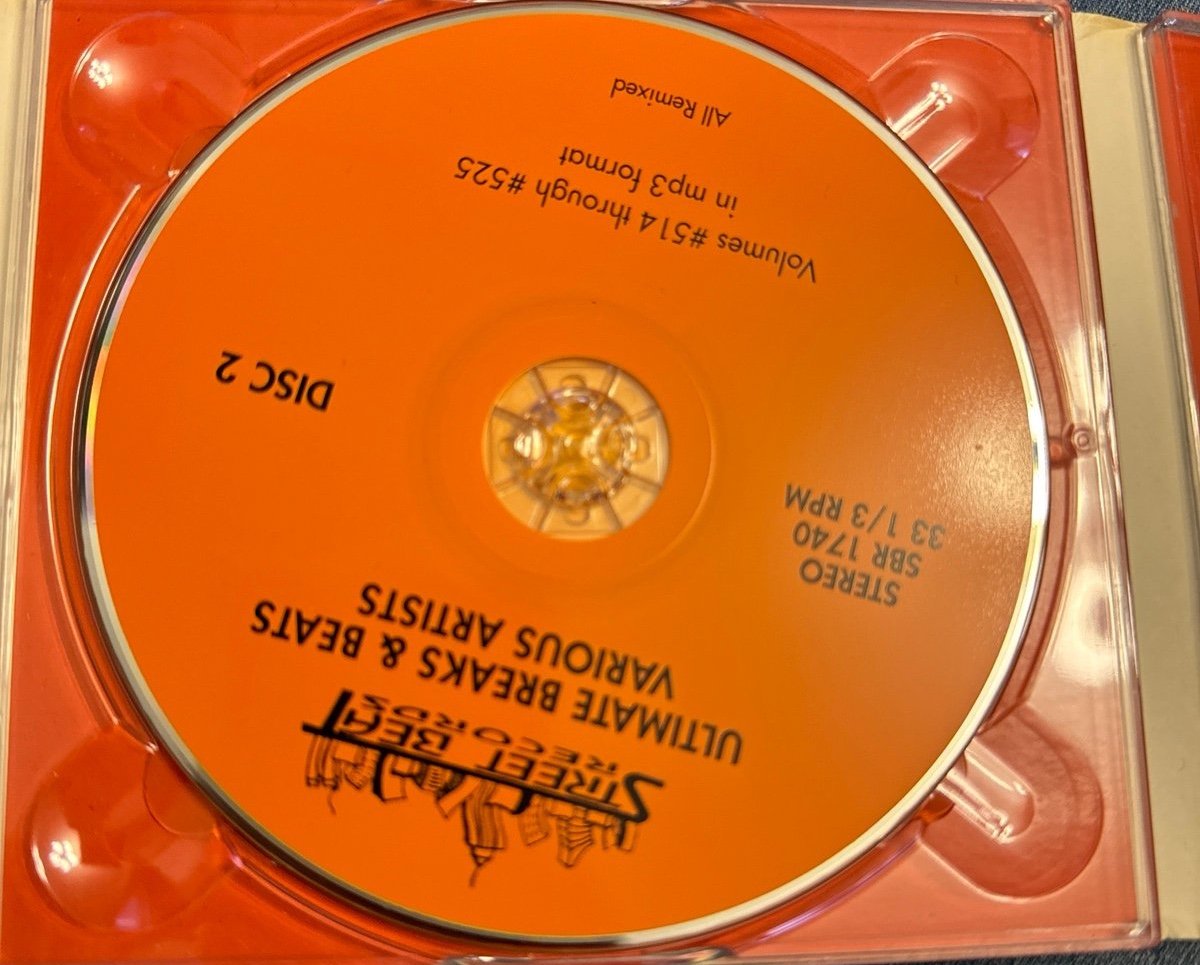 STREET BEAT
RECORDS
ULTIMATE BREAKS & BEATS
VARIOUS ARTISTS
STEREO
SBR 1740
33 1/3 RPM
DISC 2
Volumes #514 through #525
in mp3 format
All Remixed